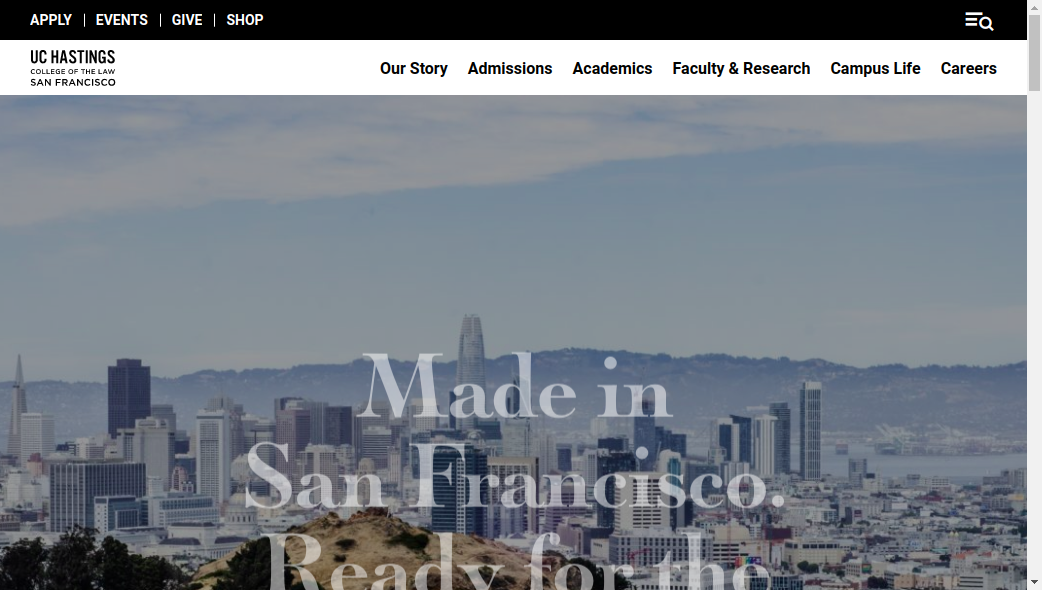 APPLY | EVENTS | GIVE | SHOP
UC HASTINGS
COLLEGE OF THE LAW
SAN FRANCISCO
Our Story Admissions Academics Faculty & Research Campus Life Careers
Made in
San Francisco.
Ready for the